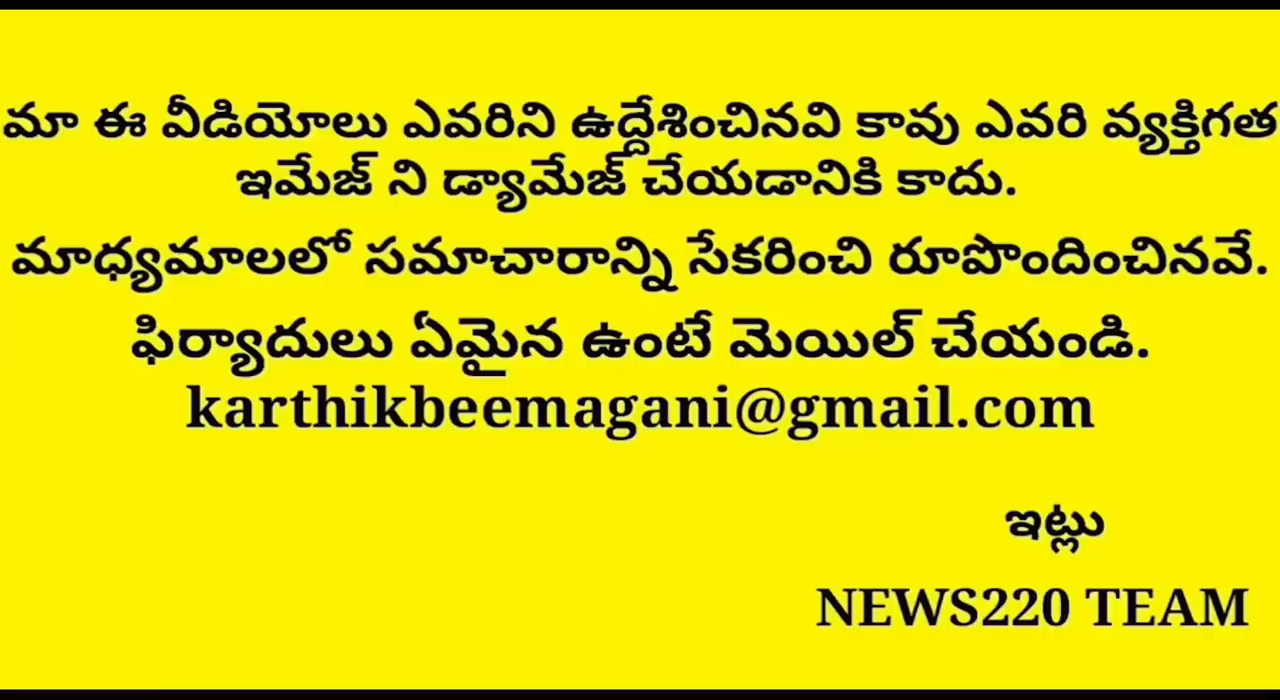 మా ఈ వీడియోలు ఎవరిని ఉద్దేశించినవి కావు ఎవరి వ్యక్తిగత
ఇమేజ్ ని డ్యామేజ్ చేయడానికి కాదు.
మాధ్యమాలలో సమాచారాన్ని సేకరించి రూపొందించినవే.
ఫిర్యాదులు ఏమైన ఉంటే మెయిల్ చేయండి.
karthikbeemagani@gmail.com
ఇట్లు
NEWS220 TEAM